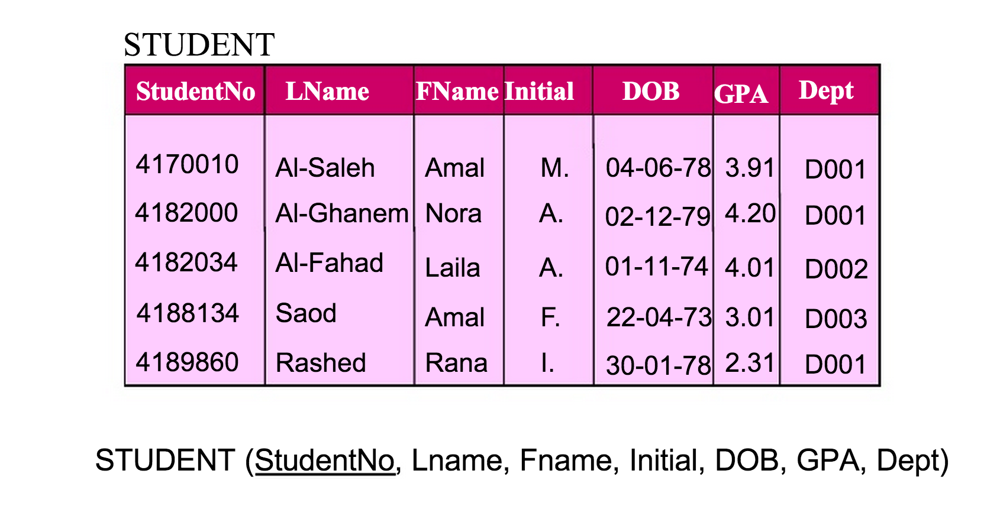 STUDENT
StudentNo LName FName Initial DOB GPA Dept
4170010 Al-Saleh Amal M. 04-06-78 3.91 D001
4182000 Al-Ghanem Nora A. 02-12-79 4.20 D001
4182034 Al-Fahad Laila A. 01-11-74 4.01 D002
4188134 Saod Amal F. 22-04-73 3.01 D003
4189860 Rashed Rana I. 30-01-78 2.31 D001
STUDENT (StudentNo, Lname, Fname, Initial, DOB, GPA, Dept)